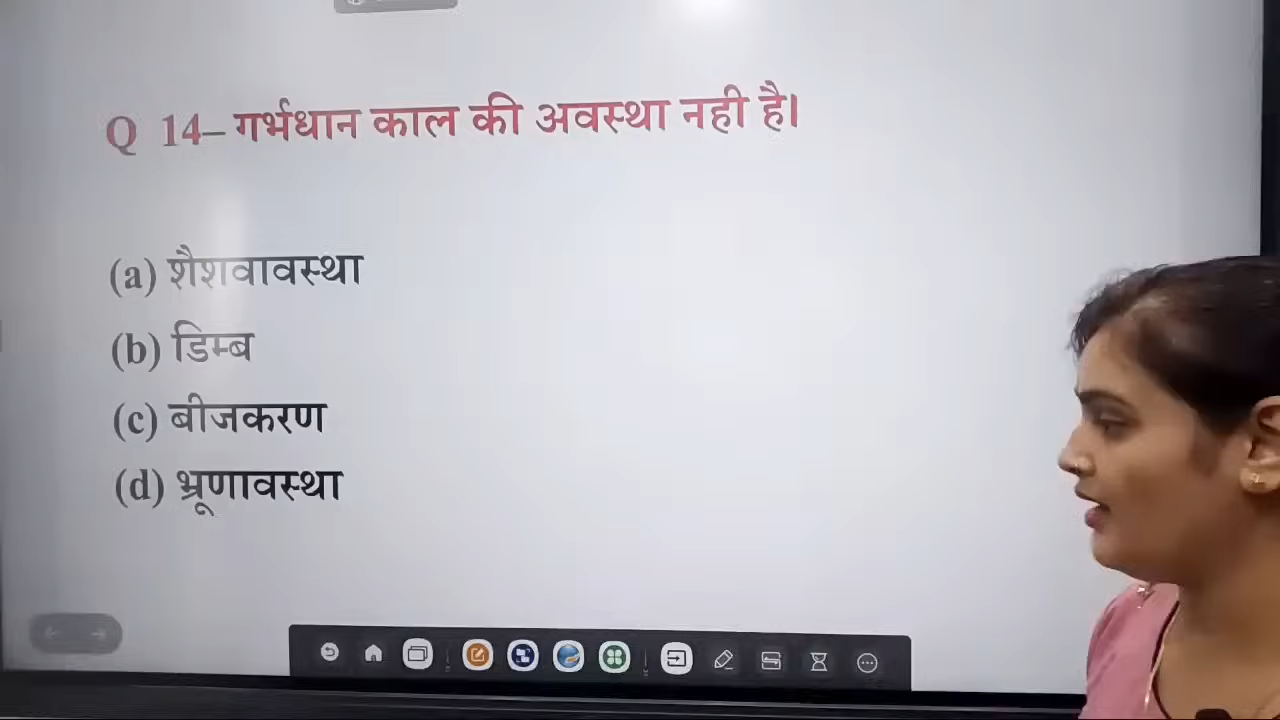 Q 14– गर्भधान काल की अवस्था नही है।
(a) शैशवावस्था
(b) डिम्ब
(c) बीजकरण
(d) भ्रूणावस्था